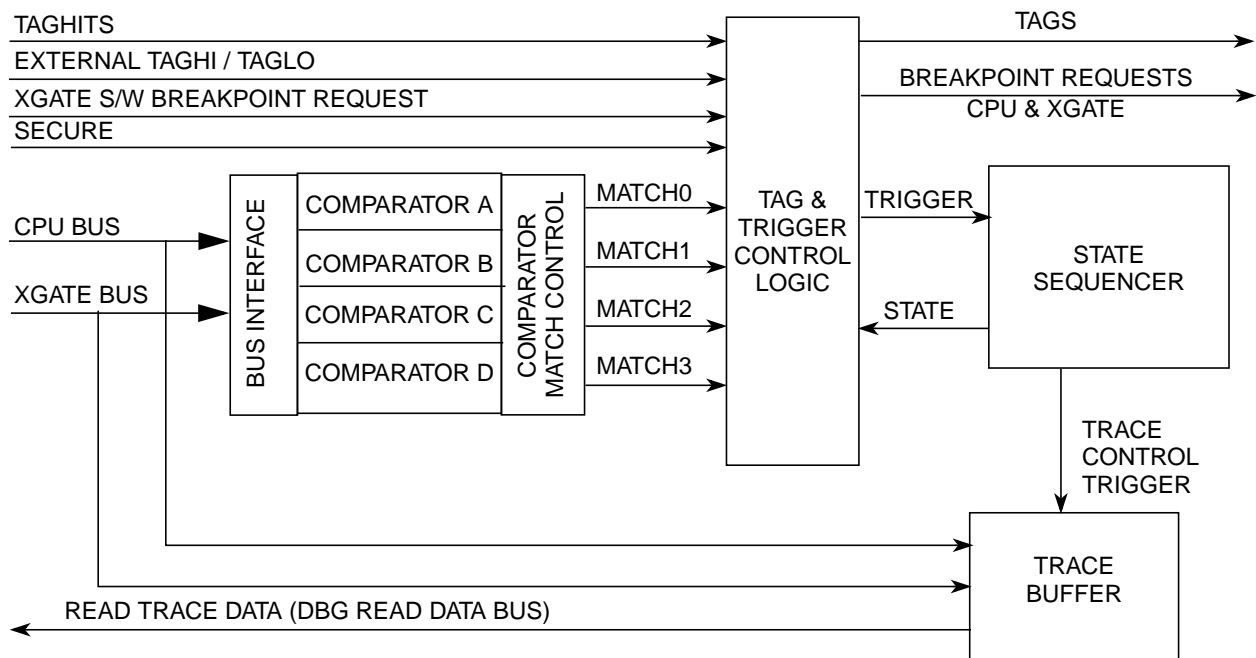 TAGHITS
EXTERNAL TAGHI / TAGLO
XGATE S/W BREAKPOINT REQUEST
SECURE
TAGS
BREAKPOINT REQUESTS
CPU & XGATE
CPU BUS
XGATE BUS
BUS INTERFACE
COMPARATOR A
COMPARATOR B
COMPARATOR C
COMPARATOR D
COMPARATOR
MATCH CONTROL
MATCH0
MATCH1
MATCH2
MATCH3
TAG &
TRIGGER
CONTROL
LOGIC
TRIGGER
STATE
STATE
SEQUENCER
TRACE
CONTROL
TRIGGER
TRACE
BUFFER
READ TRACE DATA (DBG READ DATA BUS)